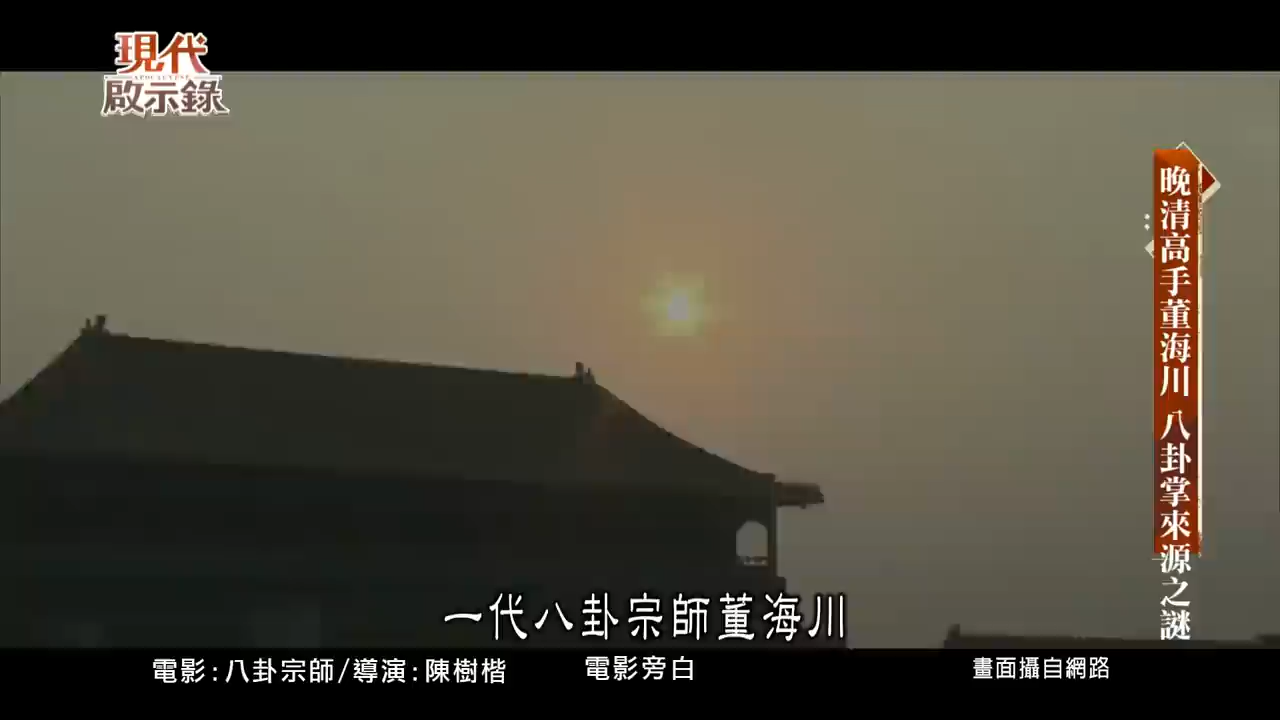 現代
APOCALYPSE
啟示錄
晚清高手董海川 八卦掌來源之謎
一代八卦宗師董海川
電影:八卦宗師/導演:陳樹楷
電影旁白
畫面攝自網路